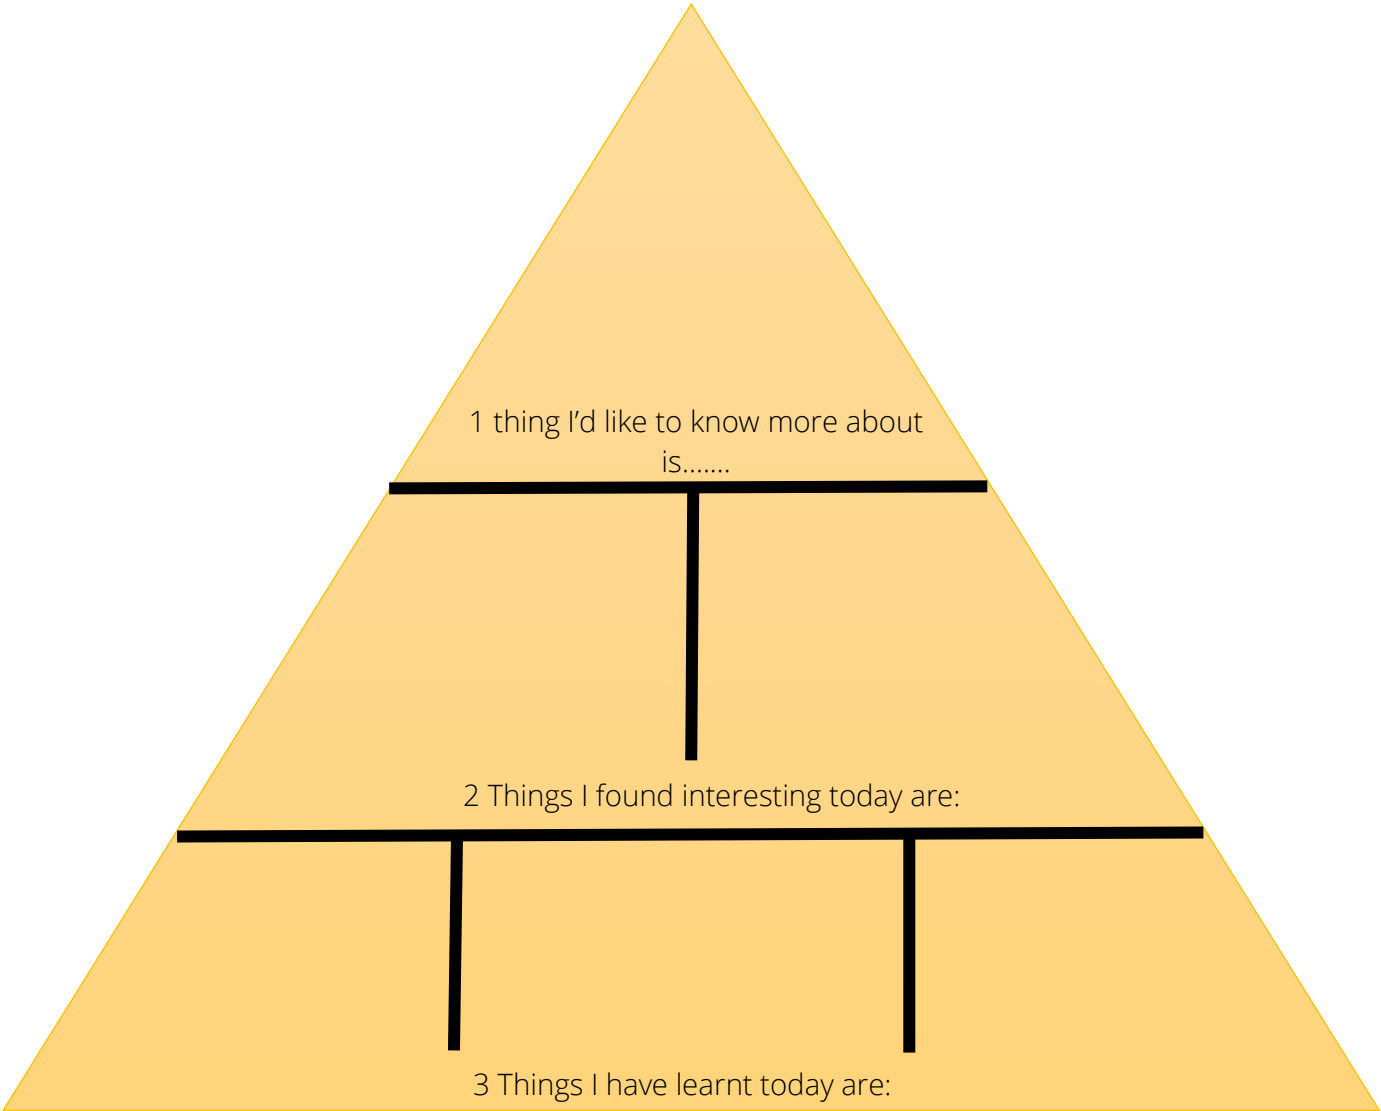 1 thing I’d like to know more about
is…….
2 Things I found interesting today are:
3 Things I have learnt today are: